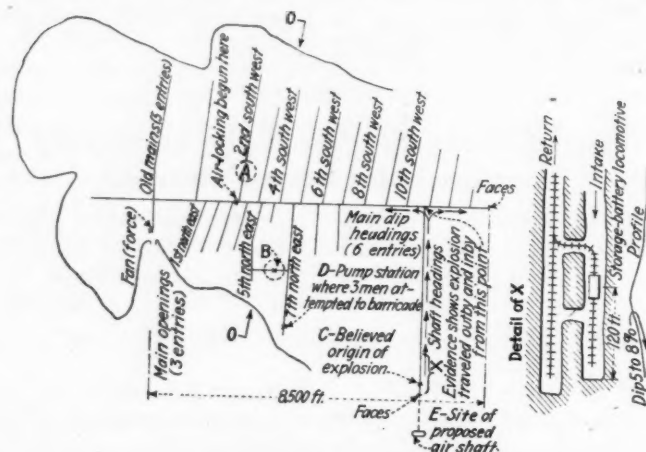 O
Old mains (3 entries)
Air-locking begun here
2nd south west
4th south west
6th south west
8th south west
10th south west
A
Faces
Fan (force)
1st north east
5th north east
7th north east
B
Main dip
headings
(6 entries)
D-Pump station
where 3 men at-
tempted to barricade
Main openings
(3 entries)
O
C-Believed
origin of
explosion
X
Shaft headings
Evidence shows explosion
traveled outby and inby
from this point
8,500 ft.
Faces
E-Site of
proposed
air shaft
Detail of X
Return
Intake
Storage-battery locomotive
120 ft.
Profile
Dip 5 to 8%